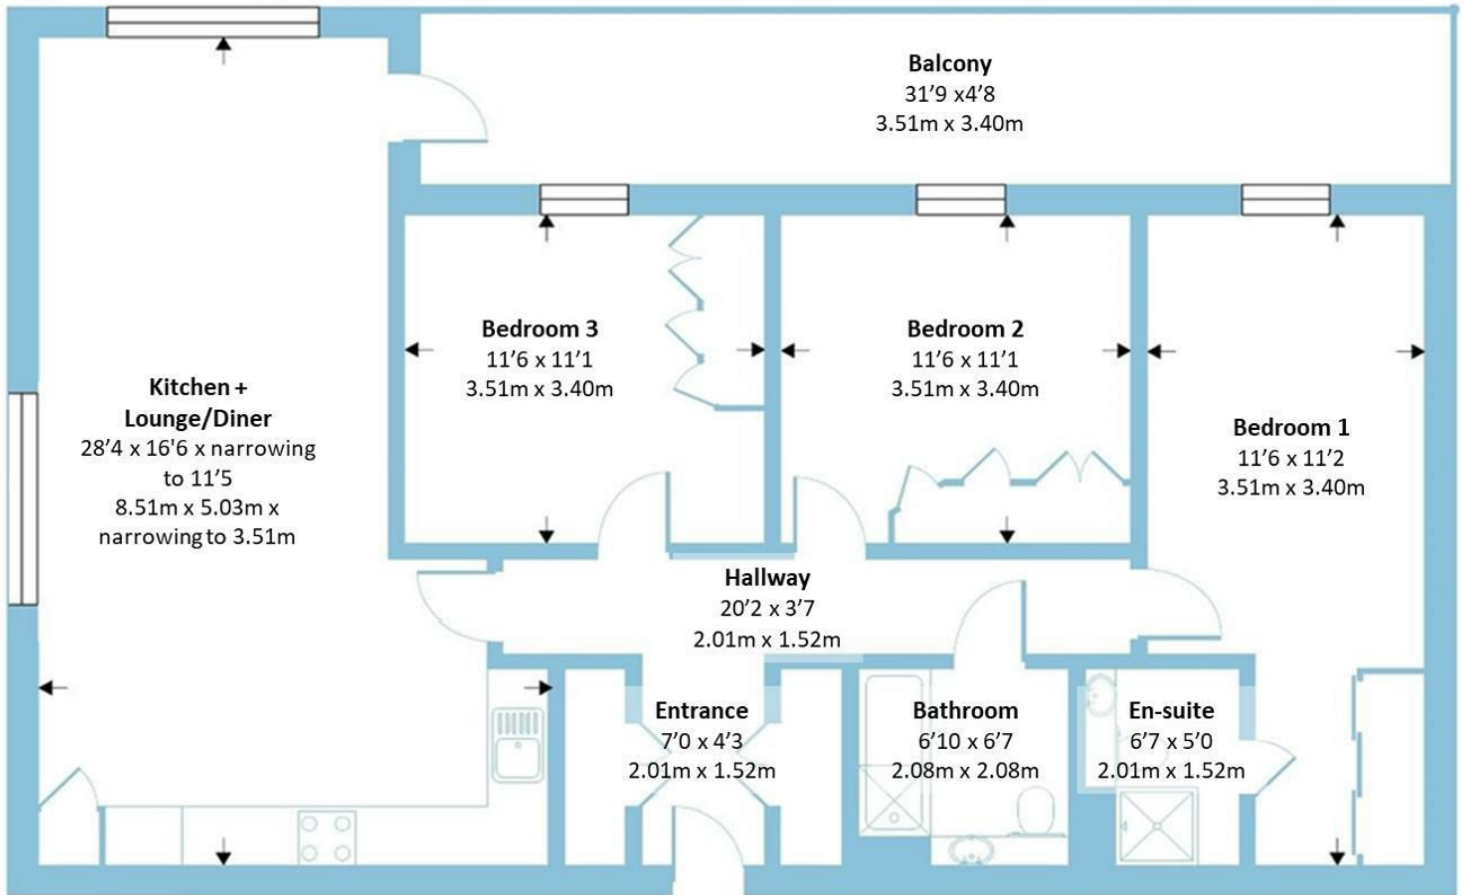 Balcony
31’9 x4’8
3.51m x 3.40m
Bedroom 3
11’6 x 11’1
3.51m x 3.40m
Bedroom 2
11’6 x 11’1
3.51m x 3.40m
Kitchen +
Lounge/Diner
28’4 x 16'6 x narrowing
to 11’5
8.51m x 5.03m x
narrowing to 3.51m
Bedroom 1
11’6 x 11’2
3.51m x 3.40m
Hallway
20’2 x 3’7
2.01m x 1.52m
Entrance
7’0 x 4’3
2.01m x 1.52m
Bathroom
6’10 x 6’7
2.08m x 2.08m
En-suite
6’7 x 5’0
2.01m x 1.52m